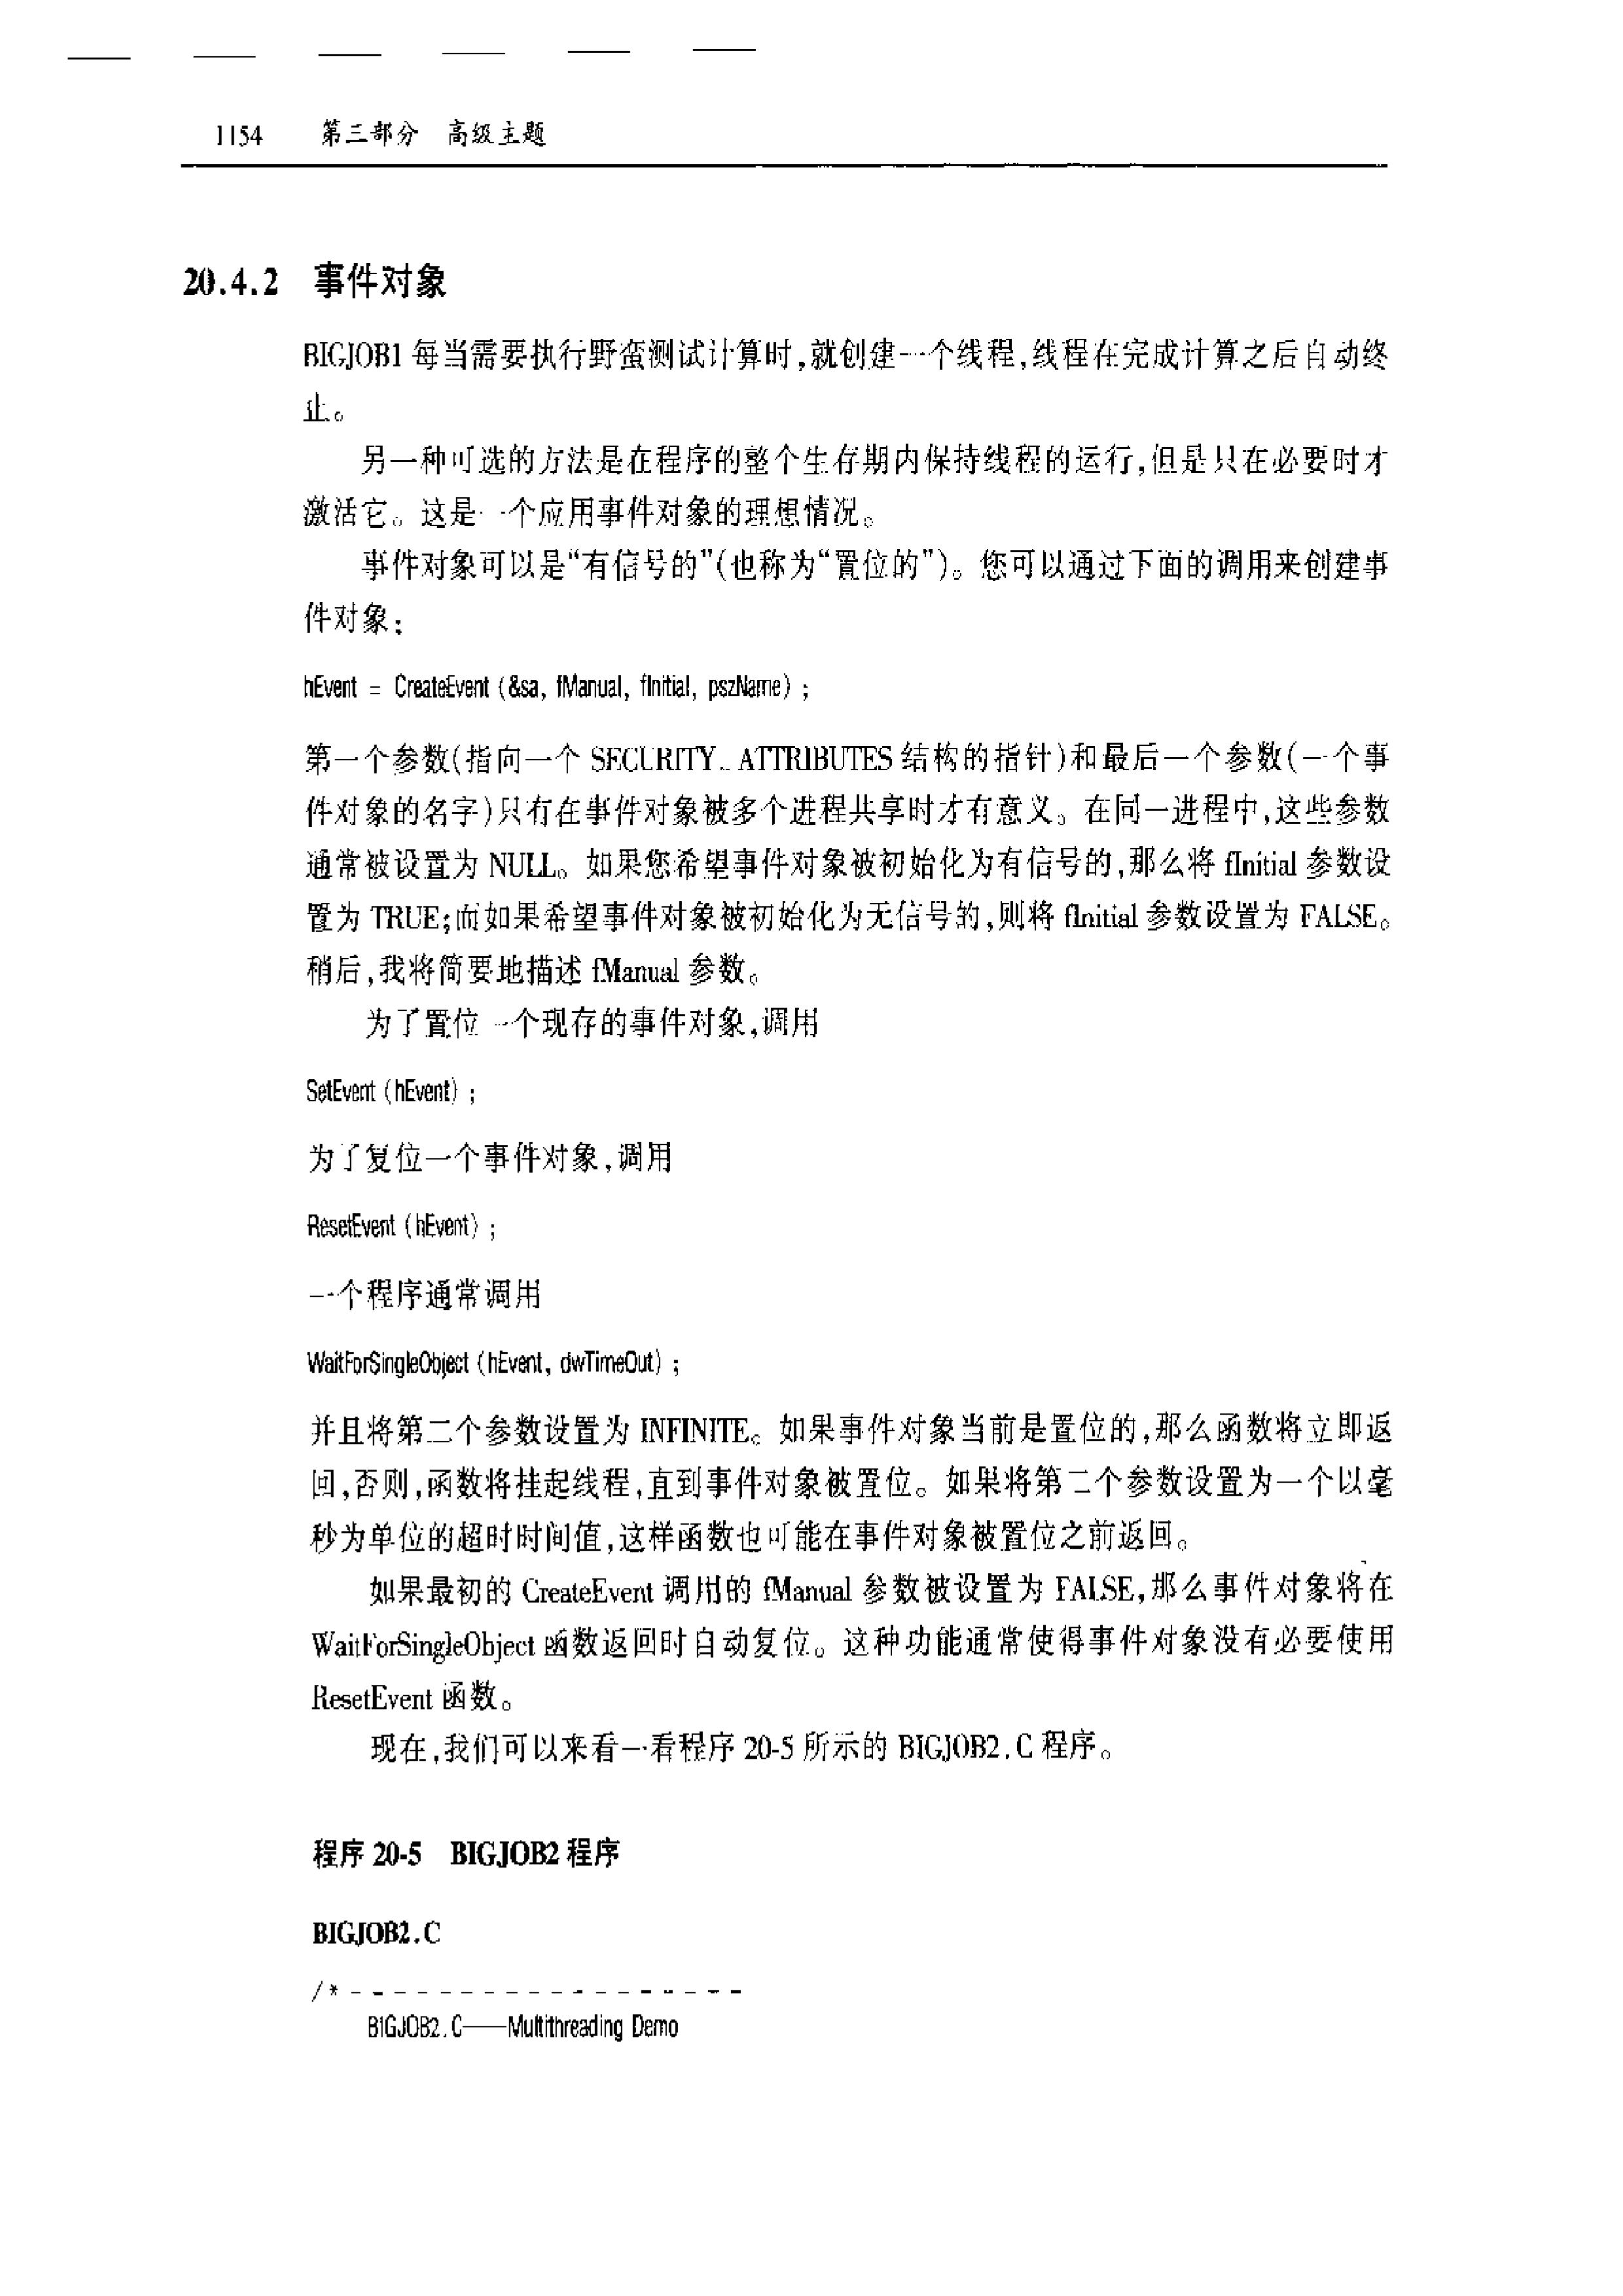 1154 第三部分 高级主题
20.4.2 事件对象
BIGJOB1 每当需要执行野蛮测试计算时,就创建一个线程,线程在完成计算之后自动终
止。
另一种可选的方法是在程序的整个生存期内保持线程的运行,但是只在必要时才
激活它。这是一个应用事件对象的理想情况。
事件对象可以是“有信号的”(也称为“置位的”)。您可以通过下面的调用来创建事
件对象:
hEvent = CreateEvent (&sa, fManual, fInitial, pszName) ;
第一个参数(指向一个 SECURITY_ATTRIBUTES 结构的指针)和最后一个参数(一个事
件对象的名字)只有在事件对象被多个进程共享时才有意义。在同一进程中,这些参数
通常被设置为 NULL。如果您希望事件对象被初始化为有信号的,那么将 fInitial 参数设
置为 TRUE;而如果希望事件对象被初始化为无信号的,则将 fInitial 参数设置为 FALSE。
稍后,我将简要地描述 fManual 参数。
为了置位一个现存的事件对象,调用
SetEvent (hEvent) ;
为了复位一个事件对象,调用
ResetEvent (hEvent) ;
一个程序通常调用
WaitForSingleObject (hEvent, dwTimeOut) ;
并且将第二个参数设置为 INFINITE。如果事件对象当前是置位的,那么函数将立即返
回,否则,函数将挂起线程,直到事件对象被置位。如果将第二个参数设置为一个以毫
秒为单位的超时时间值,这样函数也可能在事件对象被置位之前返回。
如果最初的 CreateEvent 调用的 fManual 参数被设置为 FALSE,那么事件对象将在
WaitForSingleObject 函数返回时自动复位。这种功能通常使得事件对象没有必要使用
ResetEvent 函数。
现在,我们可以来看一看程序 20-5 所示的 BIGJOB2.C 程序。
程序 20-5 BIGJOB2 程序
BIGJOB2.C
/* - - - - - - - - - - - - - - - - - -
BIGJOB2.C——Multithreading Demo